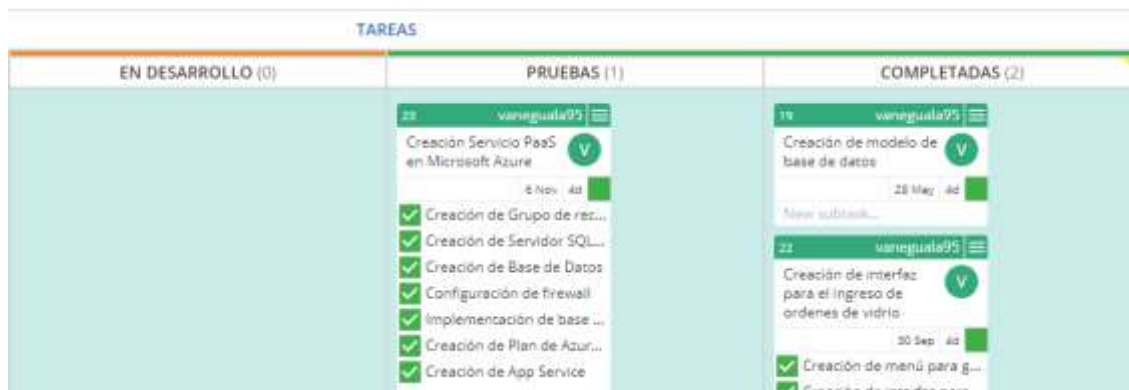 TAREAS
EN DESARROLLO (0)
PRUEBAS (1)
COMPLETADAS (2)
23 vaneguala95
Creación Servicio PaaS
en Microsoft Azure
V
6 Nov 4d
Creación de Grupo de rec...
Creación de Servidor SQL...
Creación de Base de Datos
Configuración de firewall
Implementación de base ...
Creación de Plan de Azur...
Creación de App Service
19 vaneguala95
Creación de modelo de
base de datos
V
28 May 4d
New subtask...
22 vaneguala95
Creación de interfaz
para el ingreso de
ordenes de vidrio
V
30 Sep 4d
Creación de menú para g...